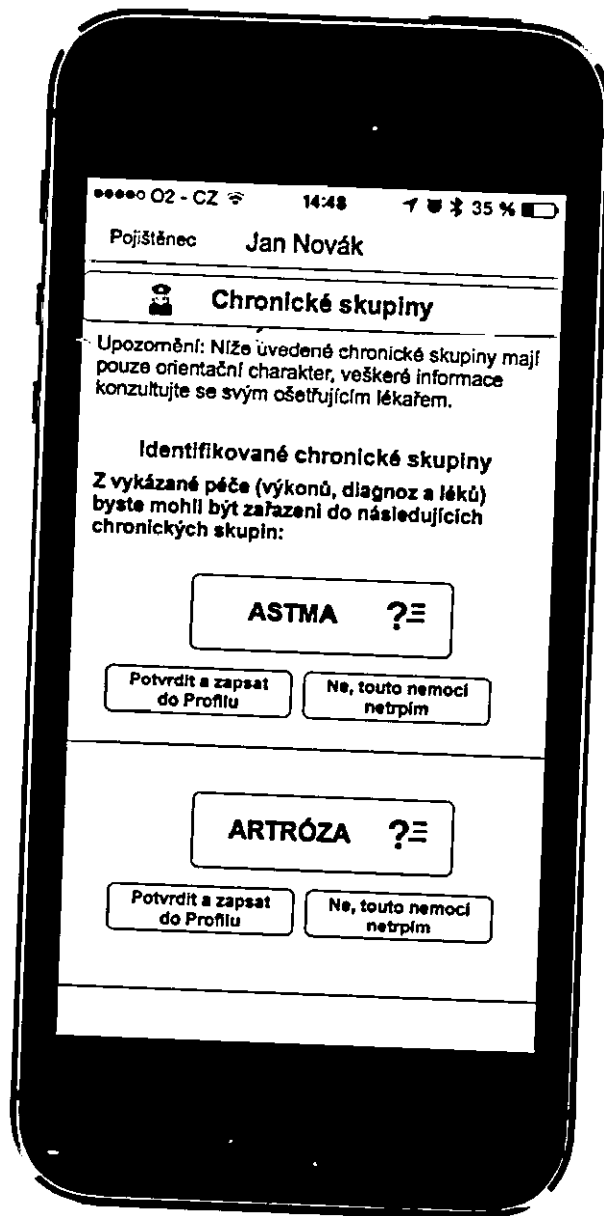 O2 - CZ 14:48 35 %
Pojištěnec Jan Novák
Chronické skupiny
Upozornění: Níže uvedené chronické skupiny mají
pouze orientační charakter, veškeré informace
konzultujte se svým ošetřujícím lékařem.
Identifikované chronické skupiny
Z vykázané péče (výkonů, diagnoz a léků)
byste mohli být zařazeni do následujících
chronických skupin:
ASTMA ?
Potvrdit a zapsat
do Profilu
Ne, touto nemocí
netrpím
ARTRÓZA ?
Potvrdit a zapsat
do Profilu
Ne, touto nemocí
netrpím